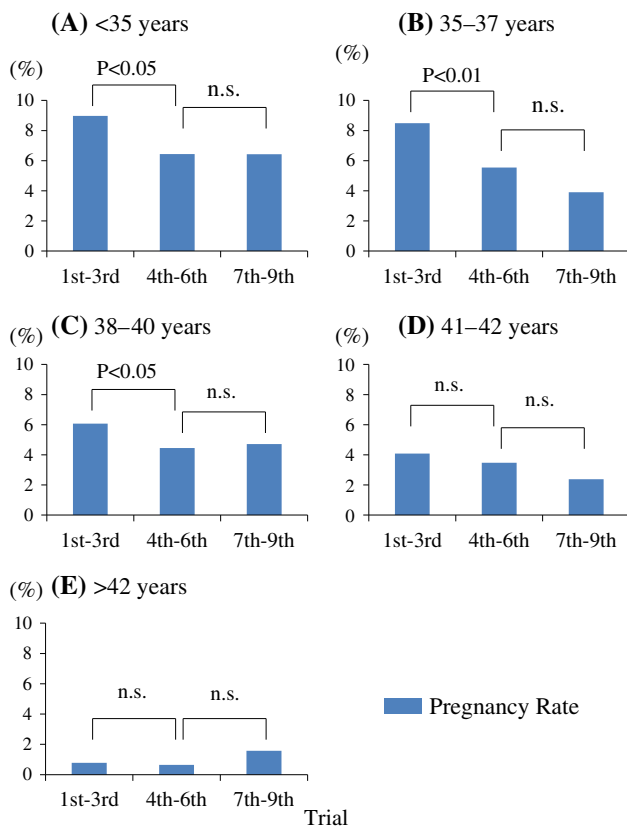 (A) <35 years
(%)
P<0.05
n.s.
10
8
6
4
2
0
1st-3rd 4th-6th 7th-9th
(B) 35–37 years
(%)
P<0.01
n.s.
10
8
6
4
2
0
1st-3rd 4th-6th 7th-9th
(C) 38–40 years
(%)
P<0.05
n.s.
10
8
6
4
2
0
1st-3rd 4th-6th 7th-9th
(D) 41–42 years
(%)
n.s.
n.s.
10
8
6
4
2
0
1st-3rd 4th-6th 7th-9th
(E) >42 years
(%)
n.s. n.s.
10
8
6
4
2
0
1st-3rd 4th-6th 7th-9th
Pregnancy Rate
Trial